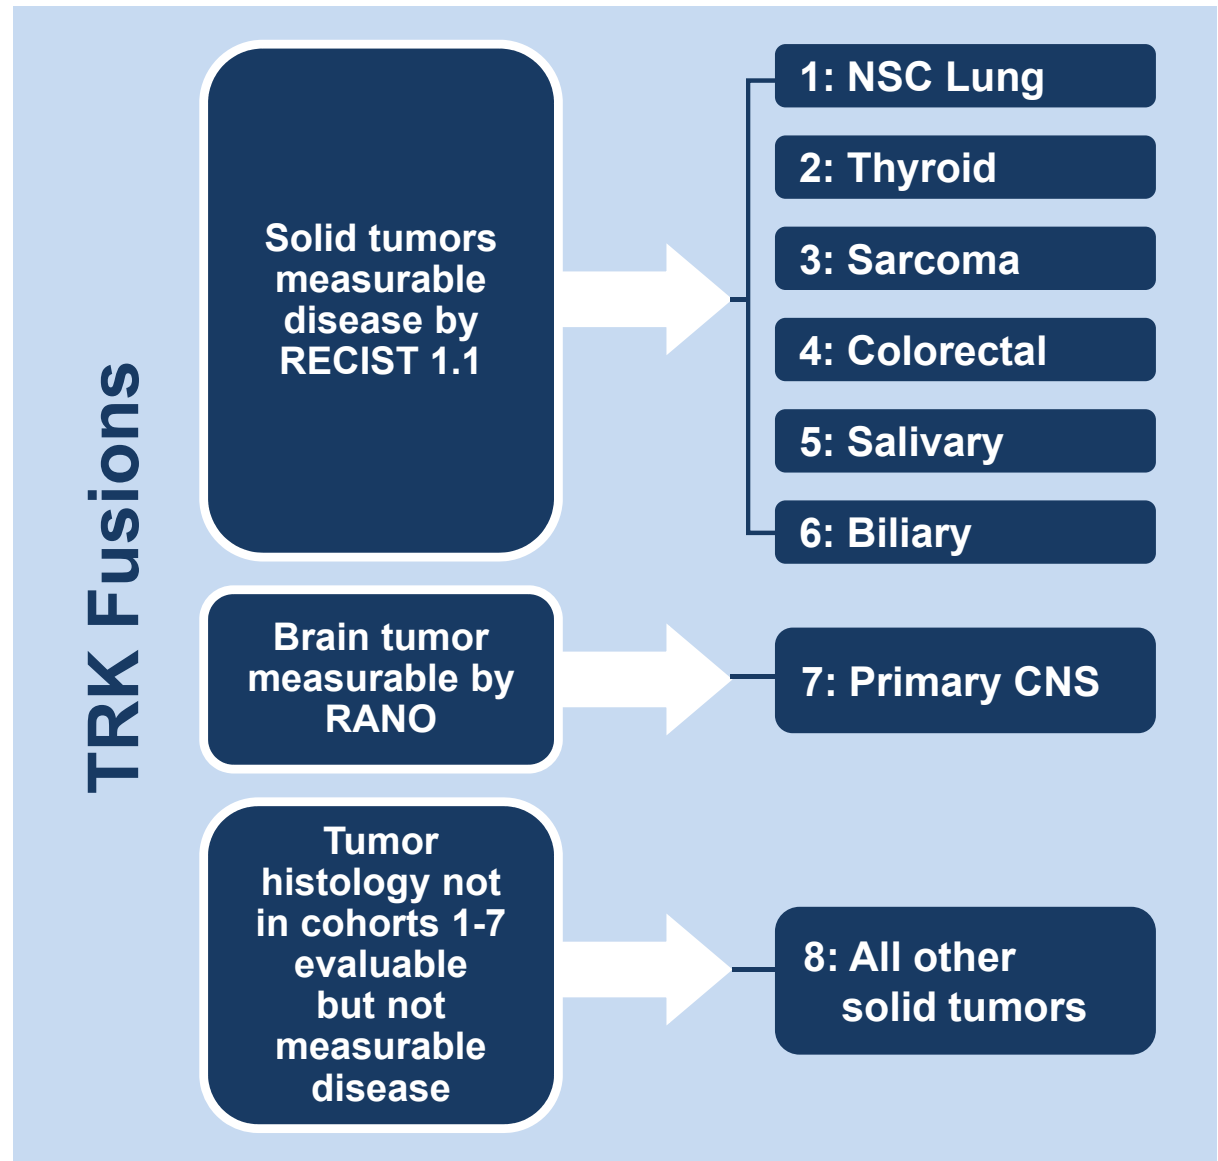 TRK Fusions
Solid tumors
measurable
disease by
RECIST 1.1
1: NSC Lung
2: Thyroid
3: Sarcoma
4: Colorectal
5: Salivary
6: Biliary
Brain tumor
measurable by
RANO
7: Primary CNS
Tumor
histology not
in cohorts 1-7
evaluable
but not
measurable
disease
8: All other
solid tumors